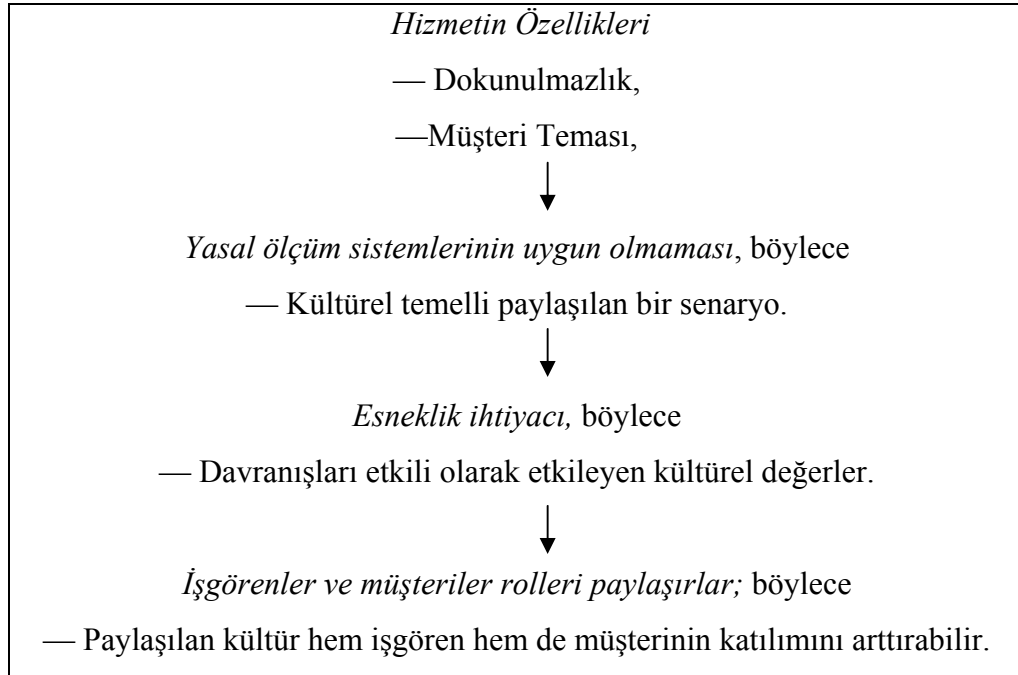 Hizmetin Özellikleri
— Dokunulmazlık,
—Müşteri Teması,
Yasal ölçüm sistemlerinin uygun olmaması, böylece
— Kültürel temelli paylaşılan bir senaryo.
Esneklik ihtiyacı, böylece
— Davranışları etkili olarak etkileyen kültürel değerler.
İşgörenler ve müşteriler rolleri paylaşırlar; böylece
— Paylaşılan kültür hem işgören hem de müşterinin katılımını arttırabilir.